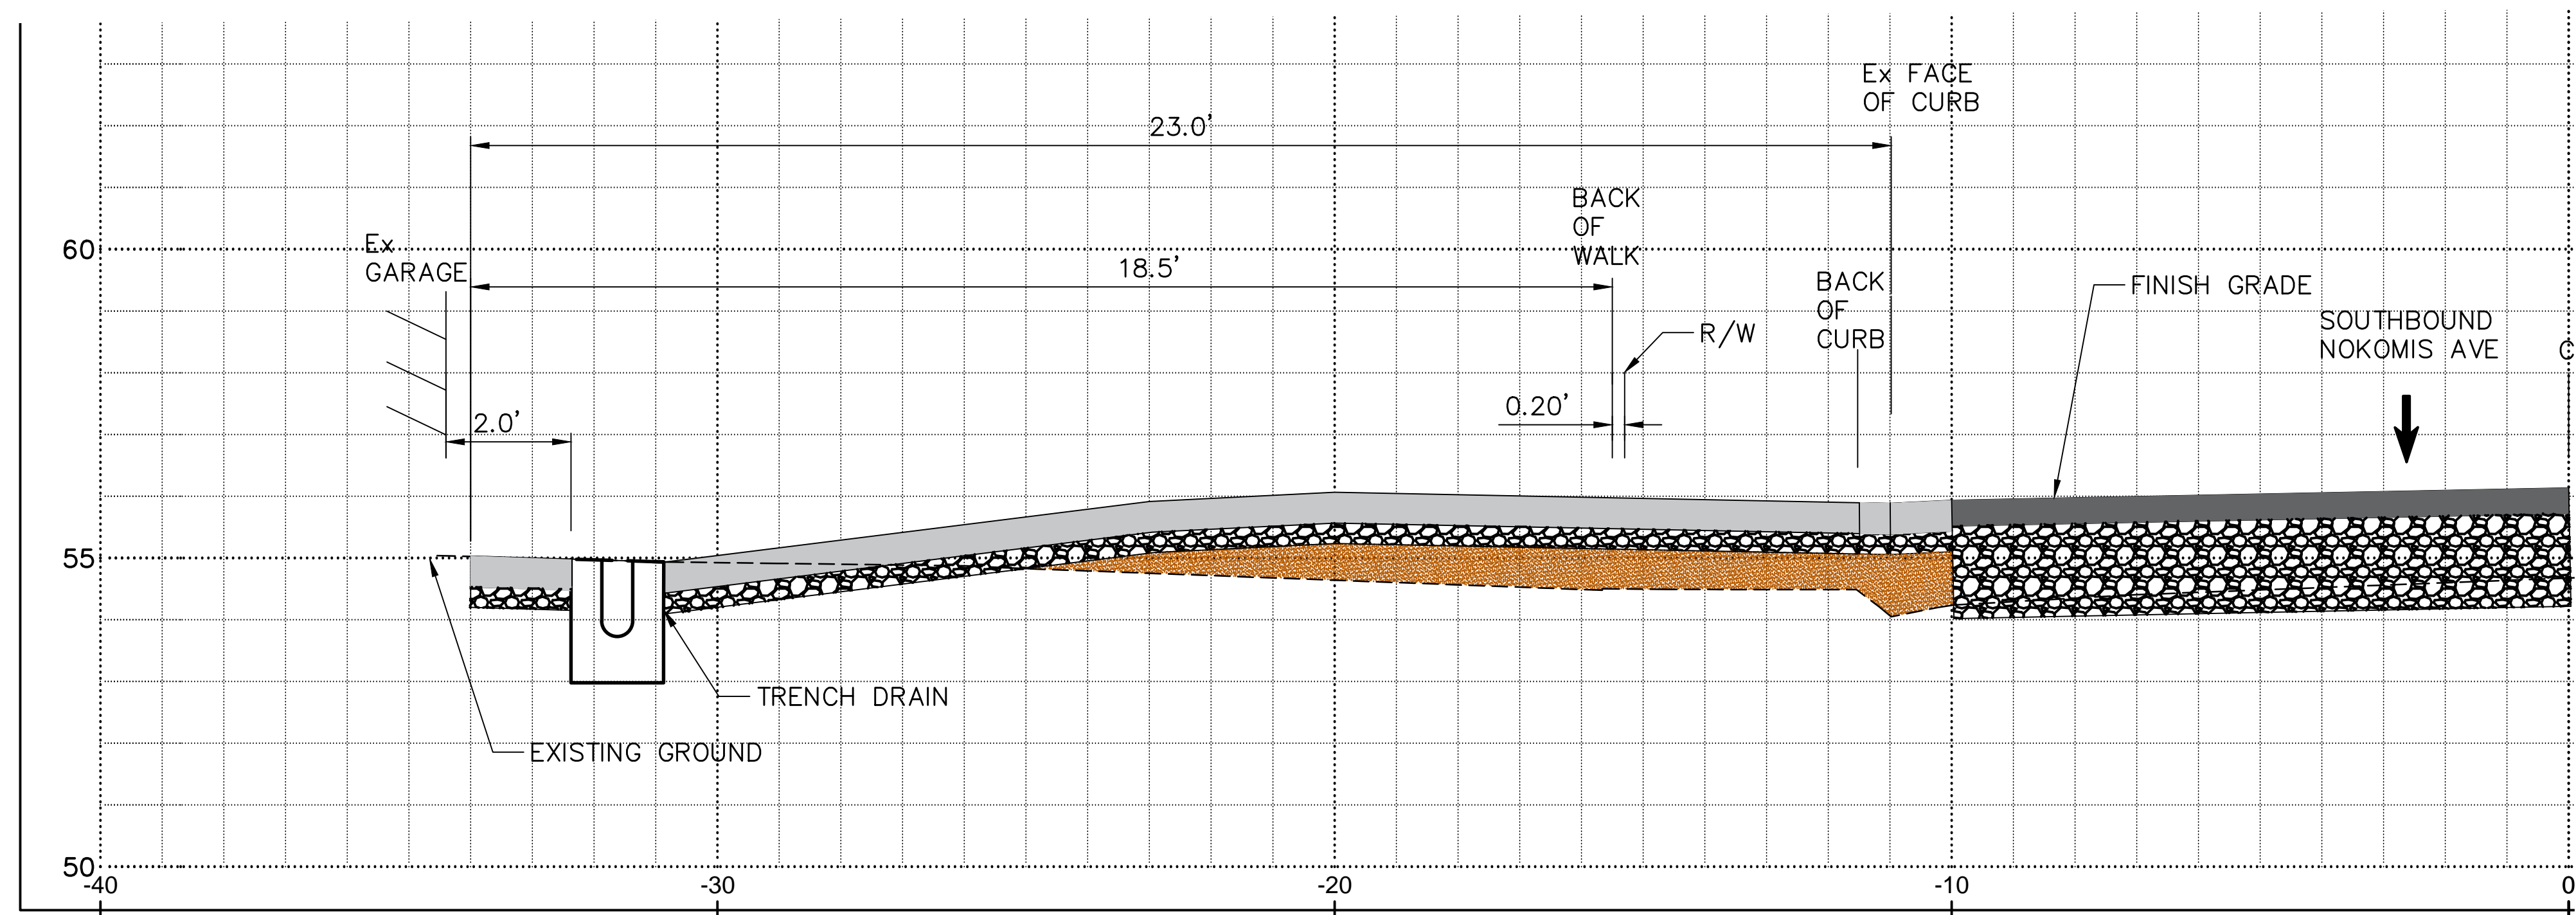 Ex FACE
OF CURB
23.0'
BACK
OF
WALK
60
Ex
GARAGE
18.5'
BACK
OF
CURB
FINISH GRADE
R/W
SOUTHBOUND
NOKOMIS AVE
2.0'
0.20'
55
TRENCH DRAIN
EXISTING GROUND
50
-40
-30
-20
-10
0